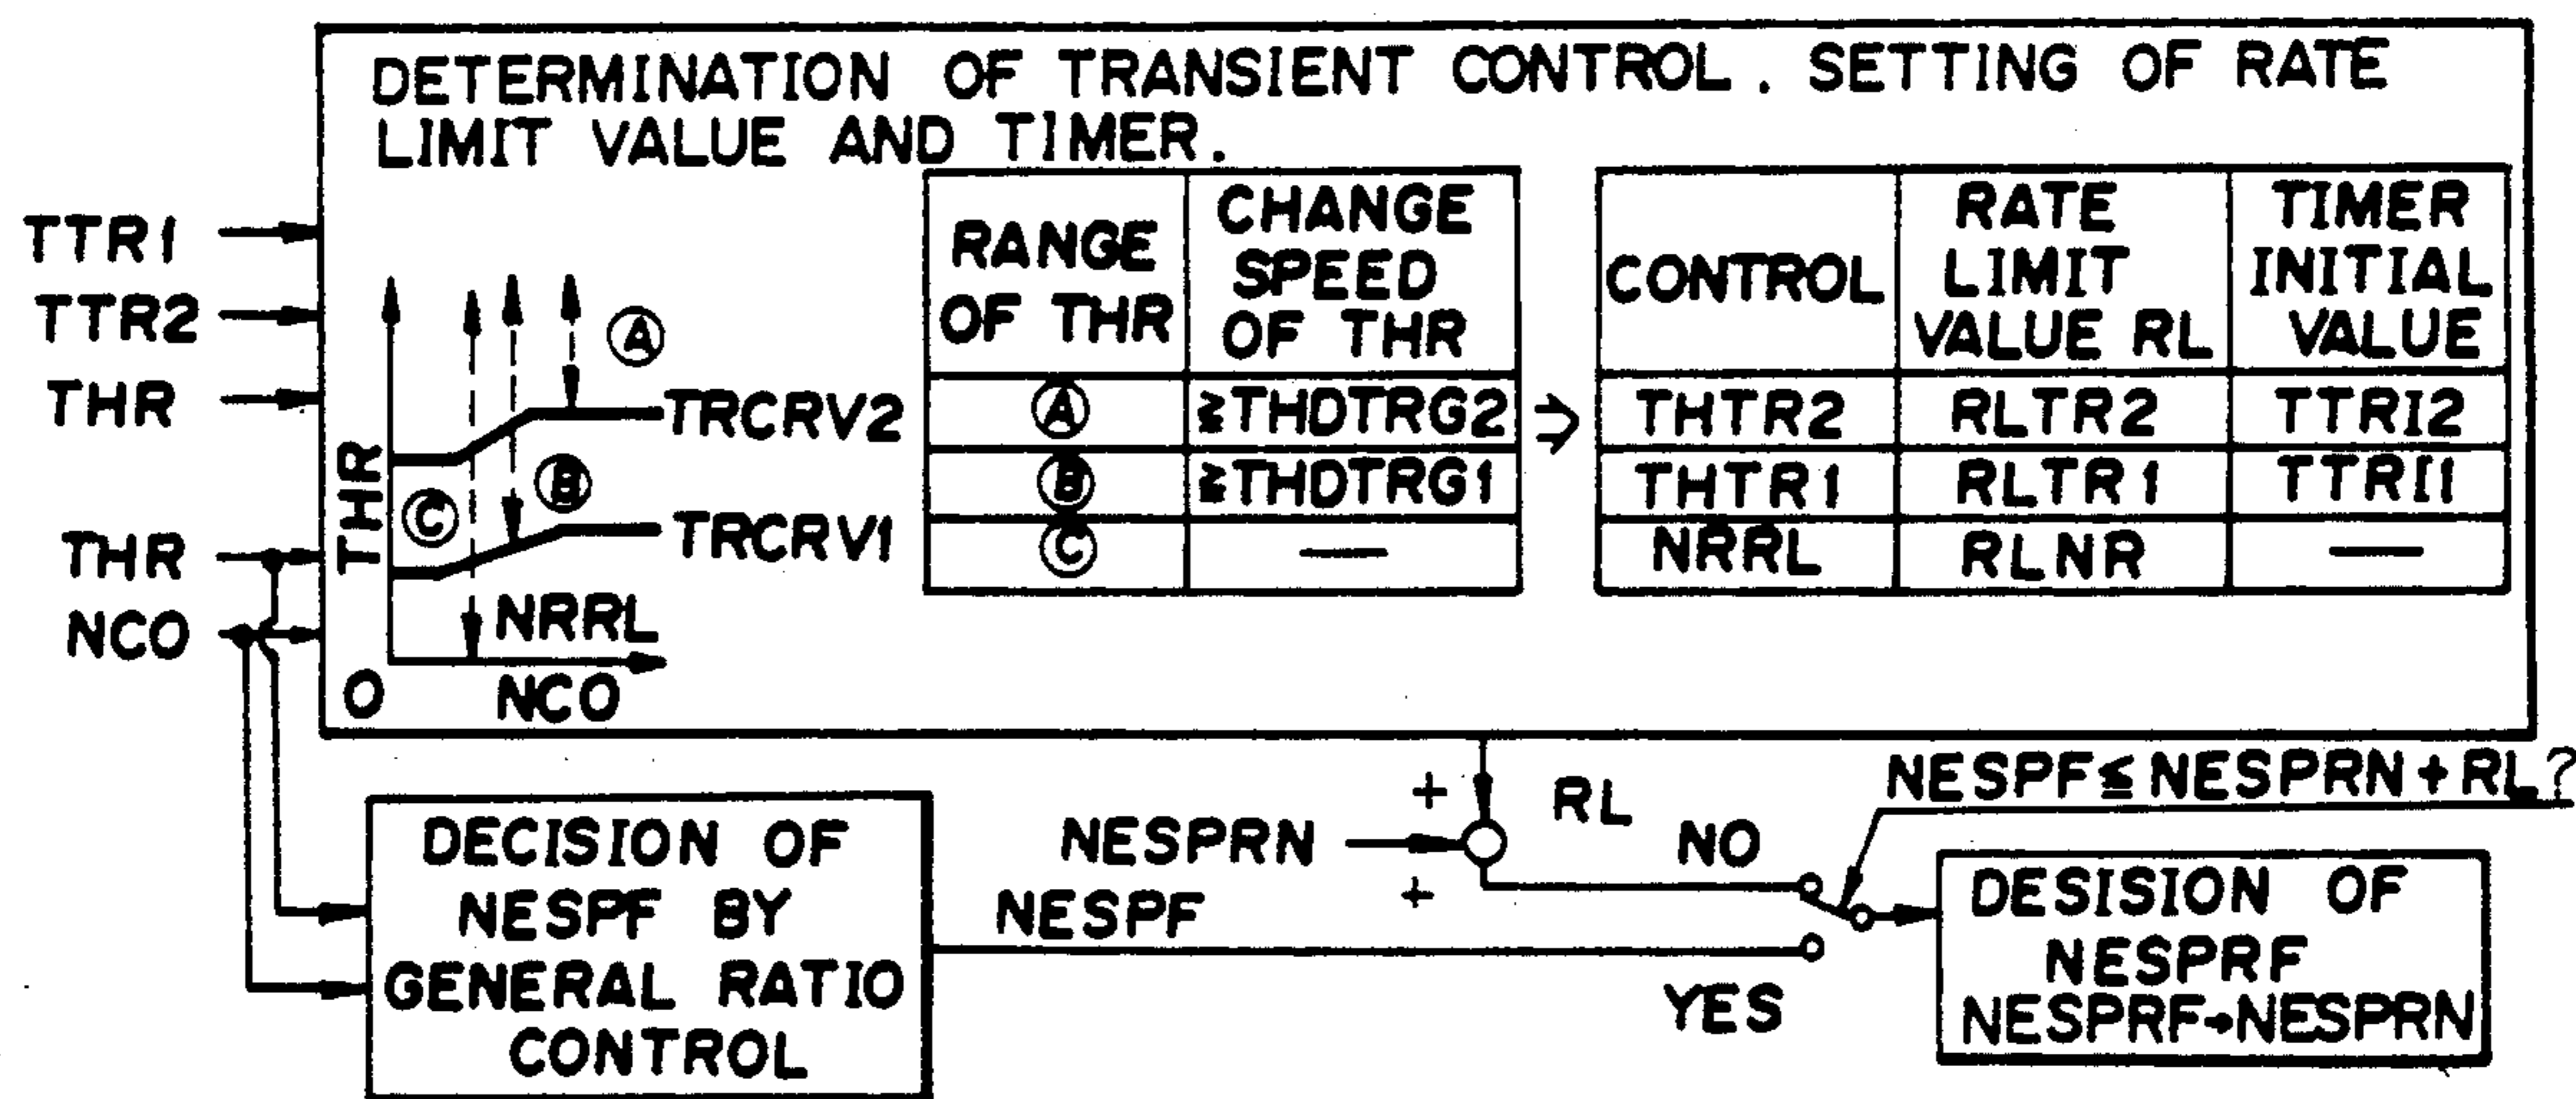 DETERMINATION OF TRANSIENT CONTROL. SETTING OF RATE
LIMIT VALUE AND TIMER.
TTR1
TTR2
THR
THR
NCO
THR
A
TRCRV2
B
C
TRCRV1
NRRL
O
NCO
RANGE
OF THR
CHANGE
SPEED
OF THR
A
≧THDTRG2
B
≧THDTRG1
C
—
⇒
CONTROL
RATE
LIMIT
VALUE RL
TIMER
INITIAL
VALUE
THTR2
RLTR2
TTRI2
THTR1
RLTR1
TTRI1
NRRL
RLNR
—
DECISION OF
NESPF BY
GENERAL RATIO
CONTROL
NESPRN
+
+
RL
NESPF
NO
YES
NESPF≦NESPRN+RL?
DESISION OF
NESPRF
NESPRF→NESPRN